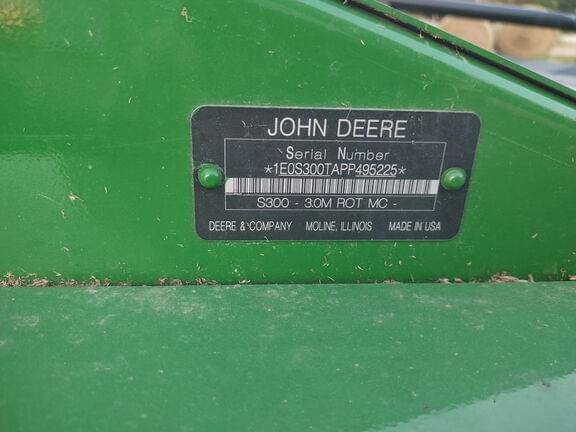 JOHN DEERE
Serial Number
*1E0S300TAPP495225*
S300 - 3.0M ROT MC -
DEERE & COMPANY MOLINE, ILLINOIS MADE IN USA